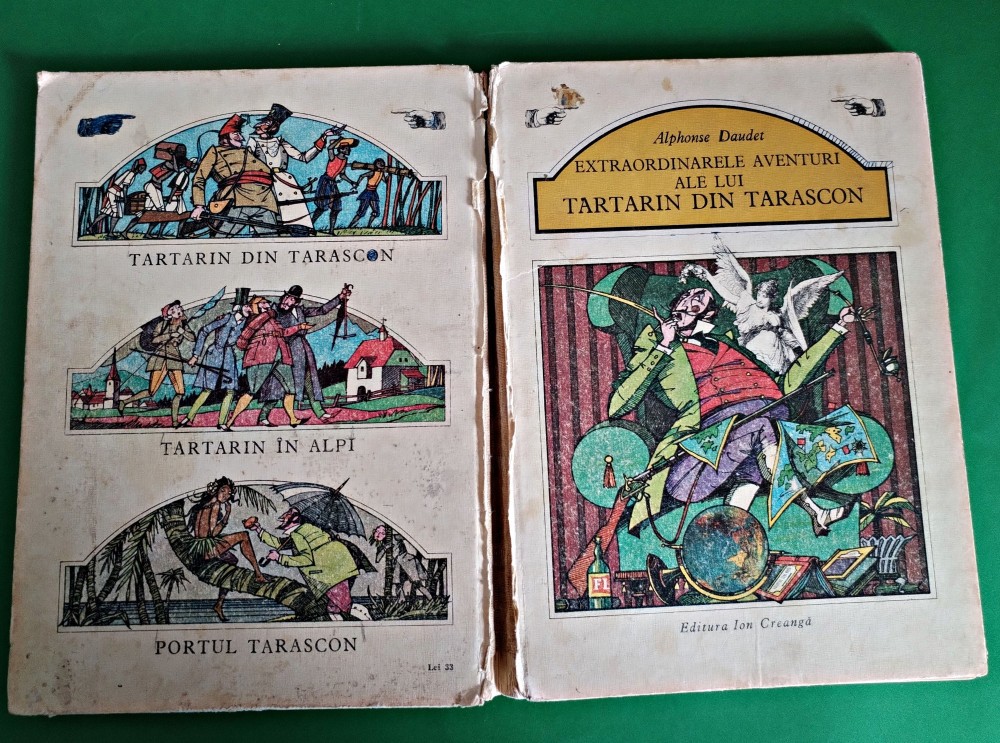 TARTARIN DIN TARASCON
TARTARIN ÎN ALPI
PORTUL TARASCON
Lei 33
Alphonse Daudet
EXTRAORDINARELE AVENTURI
ALE LUI
TARTARIN DIN TARASCON
FL
Editura Ion Creangă